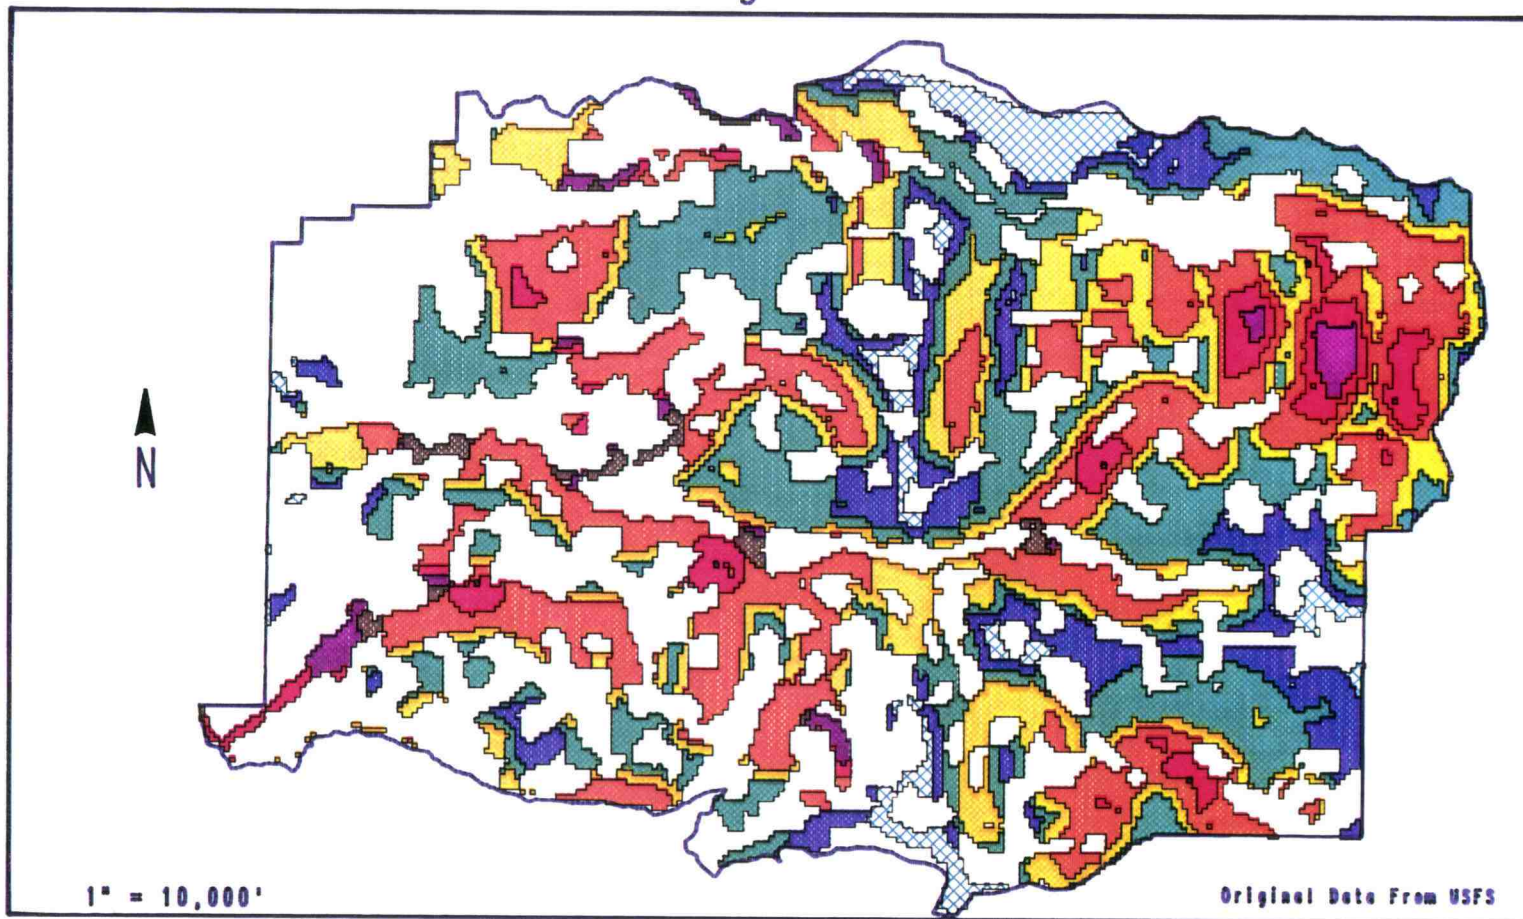 N
1" = 10,000'
Original Data From USFS